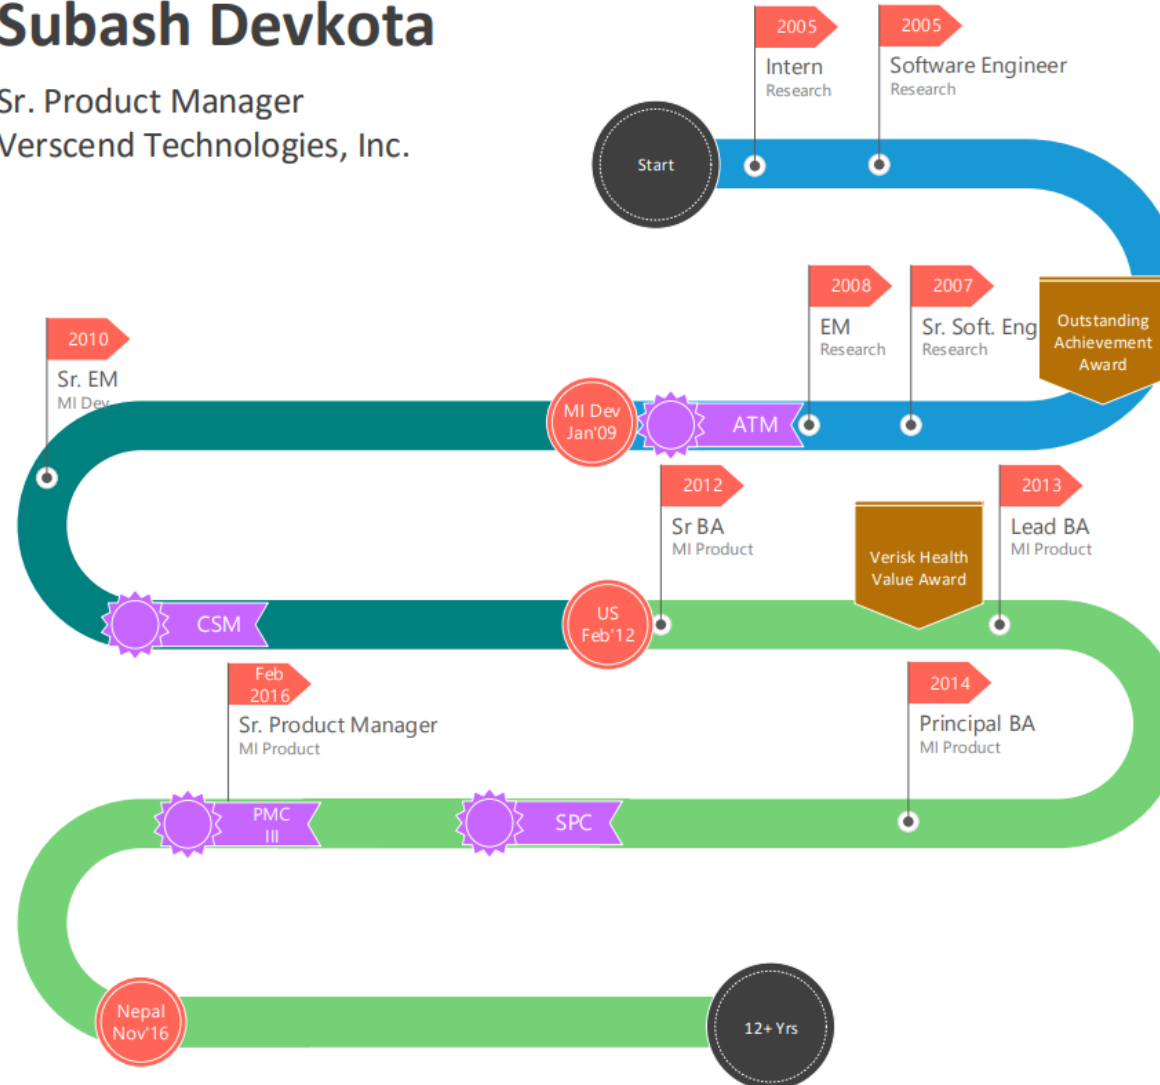 Subash Devkota
Sr. Product Manager
Verscend Technologies, Inc.
2005
Intern
Research
2005
Software Engineer
Research
Start
Outstanding
Achievement
Award
2007
Sr. Soft. Eng
Research
2008
EM
Research
ATM
MI Dev
Jan'09
2010
Sr. EM
MI Dev
CSM
US
Feb'12
2012
Sr BA
MI Product
Verisk Health
Value Award
2013
Lead BA
MI Product
2014
Principal BA
MI Product
SPC
Feb
2016
Sr. Product Manager
MI Product
PMC
III
Nepal
Nov'16
12+ Yrs